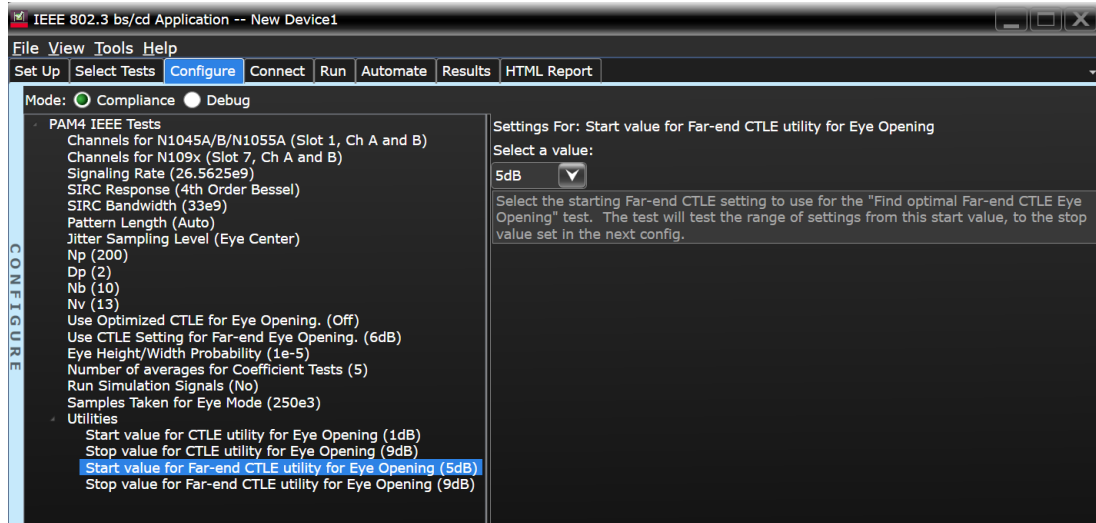 IEEE 802.3 bs/cd Application -- New Device1
File View Tools Help
Set Up Select Tests Configure Connect Run Automate Results HTML Report
Mode: Compliance Debug
CONFIGURE
PAM4 IEEE Tests
Channels for N1045A/B/N1055A (Slot 1, Ch A and B)
Channels for N109x (Slot 7, Ch A and B)
Signaling Rate (26.5625e9)
SIRC Response (4th Order Bessel)
SIRC Bandwidth (33e9)
Pattern Length (Auto)
Jitter Sampling Level (Eye Center)
Np (200)
Dp (2)
Nb (10)
Nv (13)
Use Optimized CTLE for Eye Opening. (Off)
Use CTLE Setting for Far-end Eye Opening. (6dB)
Eye Height/Width Probability (1e-5)
Number of averages for Coefficient Tests (5)
Run Simulation Signals (No)
Samples Taken for Eye Mode (250e3)
Utilities
Start value for CTLE utility for Eye Opening (1dB)
Stop value for CTLE utility for Eye Opening (9dB)
Start value for Far-end CTLE utility for Eye Opening (5dB)
Stop value for Far-end CTLE utility for Eye Opening (9dB)
Settings For: Start value for Far-end CTLE utility for Eye Opening
Select a value:
5dB
Select the starting Far-end CTLE setting to use for the "Find optimal Far-end CTLE Eye
Opening" test. The test will test the range of settings from this start value, to the stop
value set in the next config.